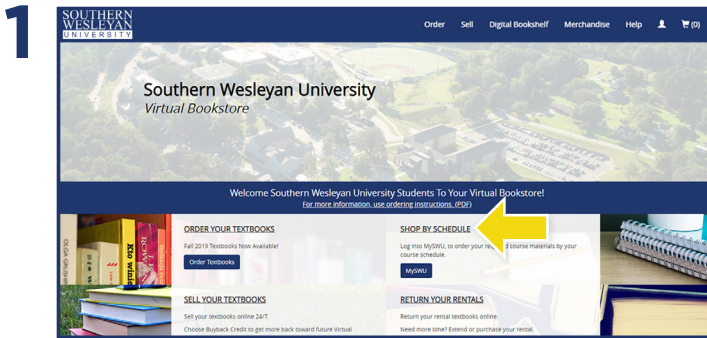 1
SOUTHERN
WESLEYAN
UNIVERSITY
Order Sell Digital Bookshelf Merchandise Help (0)
Southern Wesleyan University
Virtual Bookstore
Welcome Southern Wesleyan University Students To Your Virtual Bookstore!
For more information, use ordering instructions. (PDF)
ORDER YOUR TEXTBOOKS
Fall 2019 Textbooks Now Available!
Order Textbooks
SHOP BY SCHEDULE
Log into MySWU, to order your req d course materials by your
course schedule.
MySWU
SELL YOUR TEXTBOOKS
Sell your textbooks online 24/7.
Choose Buyback Credit to get more back toward future Virtual
RETURN YOUR RENTALS
Return your rental textbooks online.
Need more time? Extend or purchase your rental
Kto winie